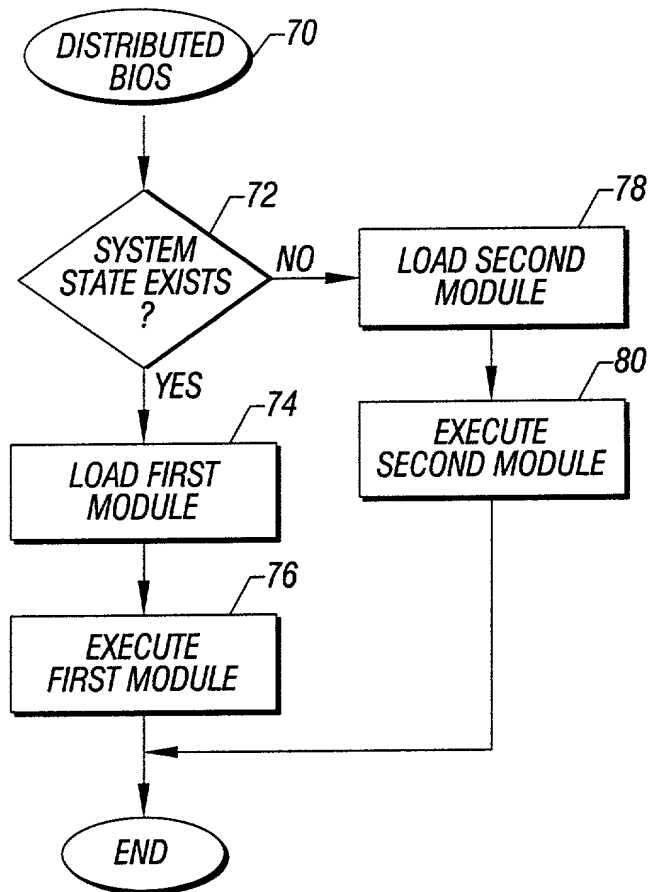 DISTRIBUTED
BIOS
70
72
SYSTEM
STATE EXISTS
?
NO
YES
78
LOAD SECOND
MODULE
80
EXECUTE
SECOND MODULE
74
LOAD FIRST
MODULE
76
EXECUTE
FIRST MODULE
END